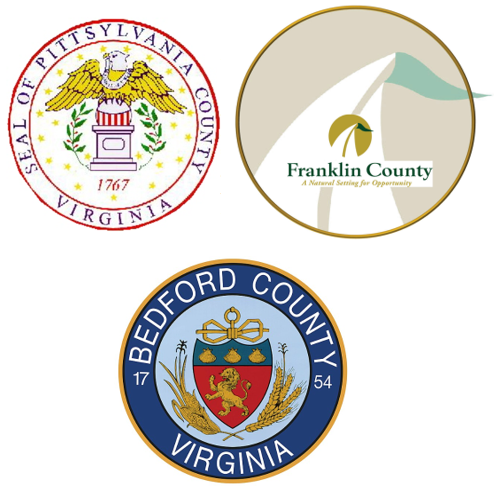 SEAL OF PITTSYLVANIA COUNTY
1767
VIRGINIA
Franklin County
A Natural Setting for Opportunity
BEDFORD COUNTY
17 54
VIRGINIA